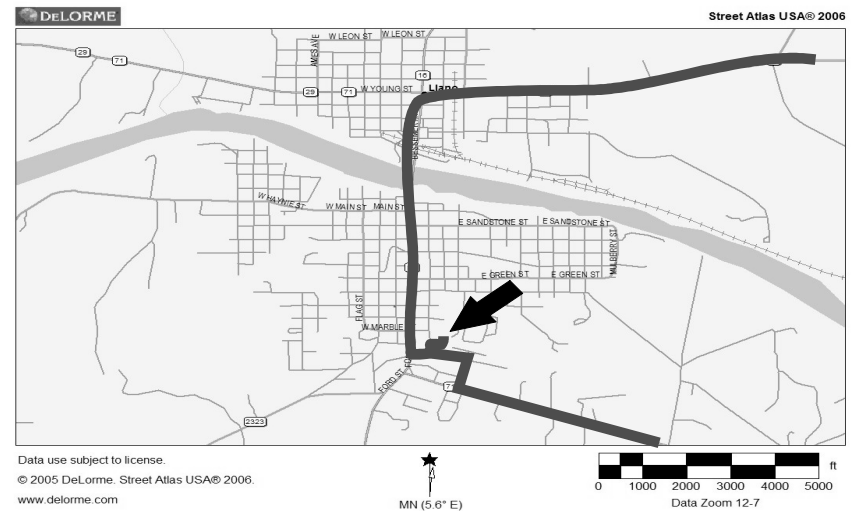 DELORME
Street Atlas USA® 2006
W LEON ST
W LEON ST
AMES AVE
29
71
16
29
71
W YOUNG ST
Llano
W HAYNIE ST
W MAIN ST
MAIN ST
E SANDSTONE ST
E SANDSTONE ST
MULBERRY ST
E GREEN ST
E GREEN ST
FLAG ST
W MARBLE
FORD ST
71
2323
Data use subject to license.
© 2005 DeLorme. Street Atlas USA® 2006.
www.delorme.com
MN (5.6° E)
ft
0 1000 2000 3000 4000 5000
Data Zoom 12-7